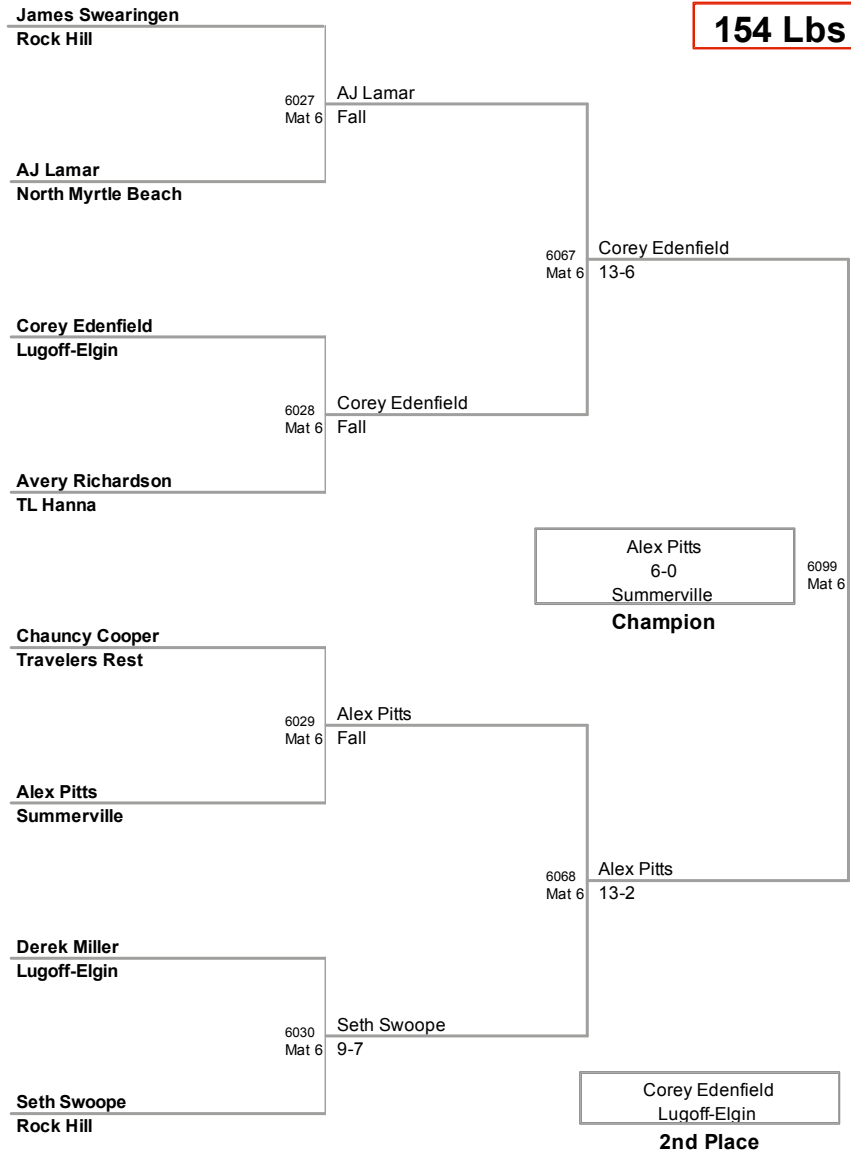 James Swearingen
154 Lbs
Rock Hill
6027
AJ Lamar
Mat 6
Fall
AJ Lamar
North Myrtle Beach
6067
Corey Edenfield
Mat 6
13-6
Corey Edenfield
Lugoff-Elgin
6028
Corey Edenfield
Mat 6
Fall
Avery Richardson
TL Hanna
Alex Pitts
6-0
Summerville
6099
Mat 6
Champion
Chauncy Cooper
Travelers Rest
6029
Alex Pitts
Mat 6
Fall
Alex Pitts
Summerville
6068
Alex Pitts
Mat 6
13-2
Derek Miller
Lugoff-Elgin
6030
Seth Swoope
Mat 6
9-7
Seth Swoope
Rock Hill
Corey Edenfield
Lugoff-Elgin
2nd Place